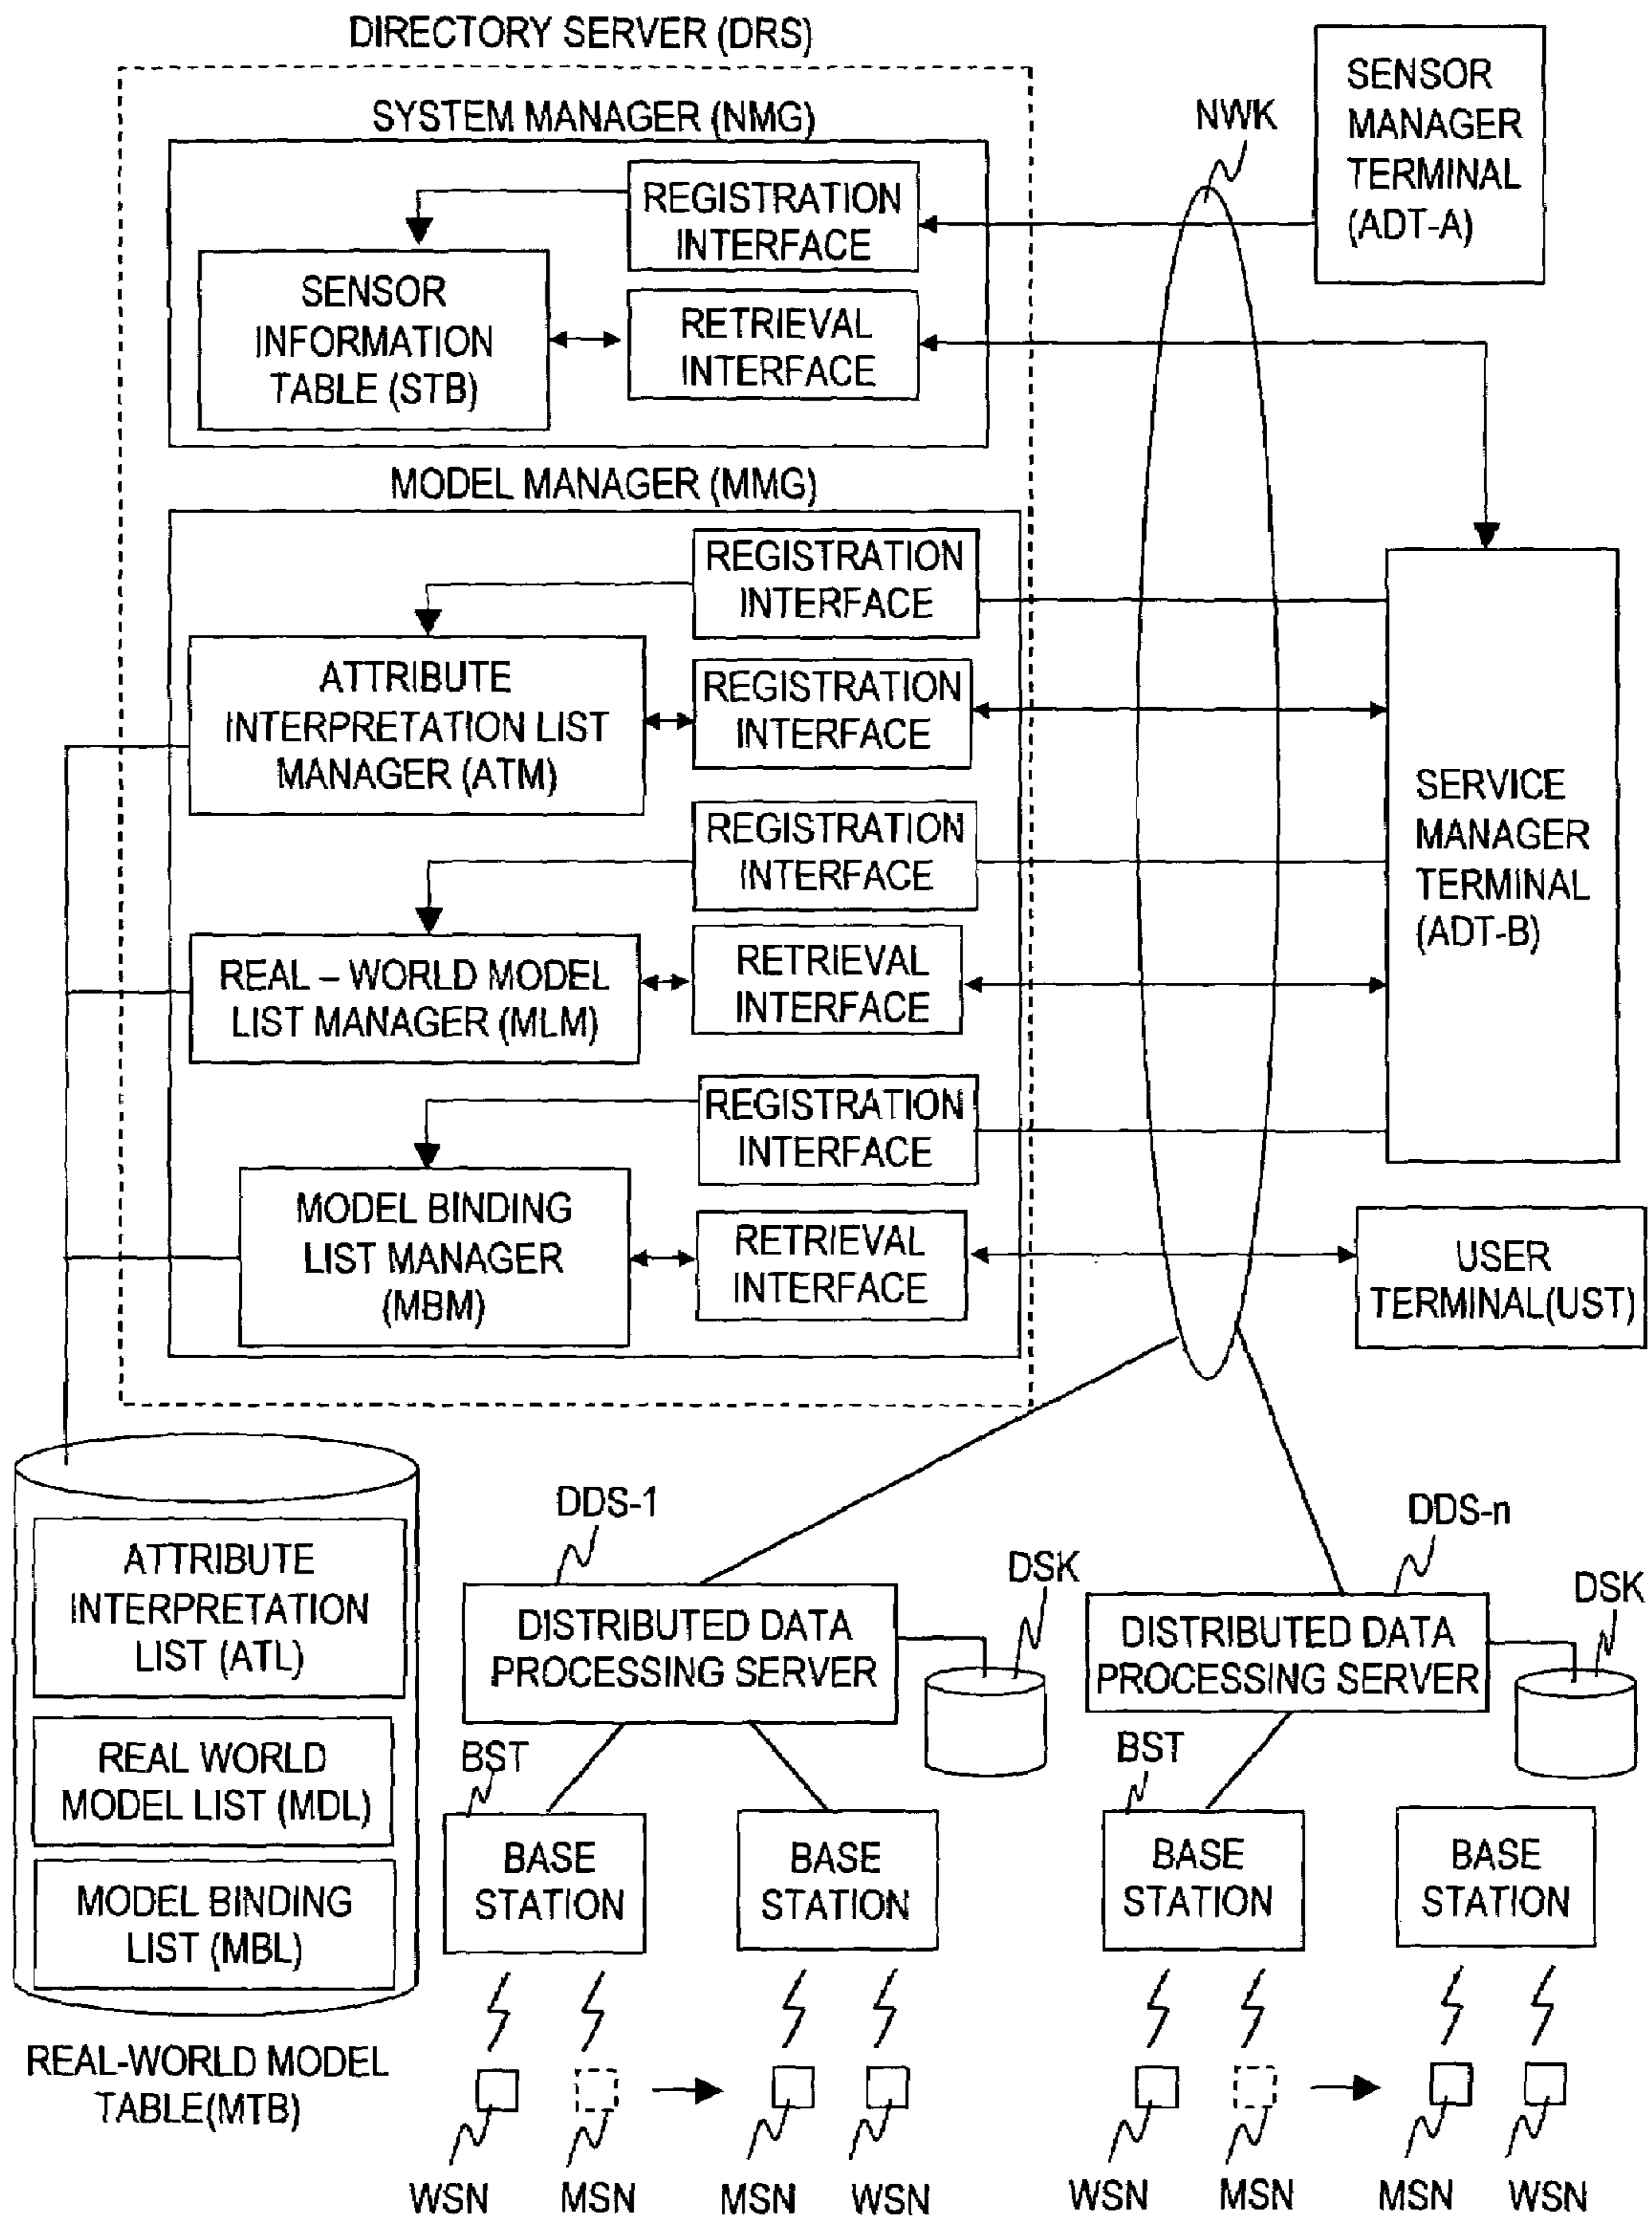 DIRECTORY SERVER (DRS)
SYSTEM MANAGER (NMG)
REGISTRATION
INTERFACE
SENSOR
INFORMATION
TABLE (STB)
RETRIEVAL
INTERFACE
NWK
SENSOR
MANAGER
TERMINAL
(ADT-A)
MODEL MANAGER (MMG)
REGISTRATION
INTERFACE
ATTRIBUTE
INTERPRETATION LIST
MANAGER (ATM)
REGISTRATION
INTERFACE
REGISTRATION
INTERFACE
REAL – WORLD MODEL
LIST MANAGER (MLM)
RETRIEVAL
INTERFACE
REGISTRATION
INTERFACE
MODEL BINDING
LIST MANAGER
(MBM)
RETRIEVAL
INTERFACE
SERVICE
MANAGER
TERMINAL
(ADT-B)
USER
TERMINAL(UST)
ATTRIBUTE
INTERPRETATION
LIST (ATL)
REAL WORLD
MODEL LIST (MDL)
MODEL BINDING
LIST (MBL)
REAL-WORLD MODEL
TABLE(MTB)
DDS-1
DISTRIBUTED DATA
PROCESSING SERVER
DSK
DDS-n
DISTRIBUTED DATA
PROCESSING SERVER
DSK
BST
BASE
STATION
BASE
STATION
BST
BASE
STATION
BASE
STATION
WSN
MSN
MSN
WSN
WSN
MSN
MSN
WSN